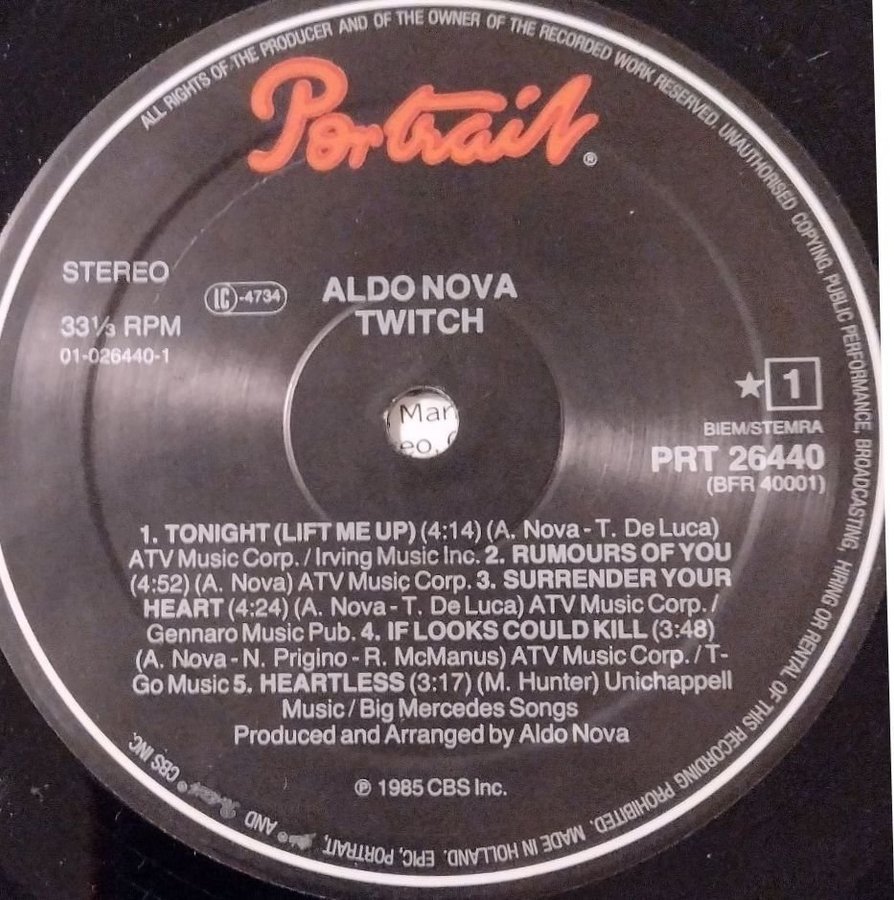 ALL RIGHTS OF THE PRODUCER AND OF THE OWNER OF THE RECORDED WORK RESERVED. UNAUTHORISED COPYING, PUBLIC PERFORMANCE, BROADCASTING, HIRING OR RENTAL OF THIS RECORDING PROHIBITED. MADE IN HOLLAND. EPIC, PORTRAIT, ® AND ® CBS INC.
Portrait®
STEREO
LC-4734
33⅓ RPM
01-026440-1
ALDO NOVA
TWITCH
★ 1
BIEM/STEMRA
PRT 26440
(BFR 40001)
Mar
eo,
1. TONIGHT (LIFT ME UP) (4:14) (A. Nova - T. De Luca)
ATV Music Corp. / Irving Music Inc. 2. RUMOURS OF YOU
(4:52) (A. Nova) ATV Music Corp. 3. SURRENDER YOUR
HEART (4:24) (A. Nova - T. De Luca) ATV Music Corp. /
Gennaro Music Pub. 4. IF LOOKS COULD KILL (3:48)
(A. Nova - N. Prigino - R. McManus) ATV Music Corp. / T-
Go Music 5. HEARTLESS (3:17) (M. Hunter) Unichappell
Music / Big Mercedes Songs
Produced and Arranged by Aldo Nova
℗ 1985 CBS Inc.